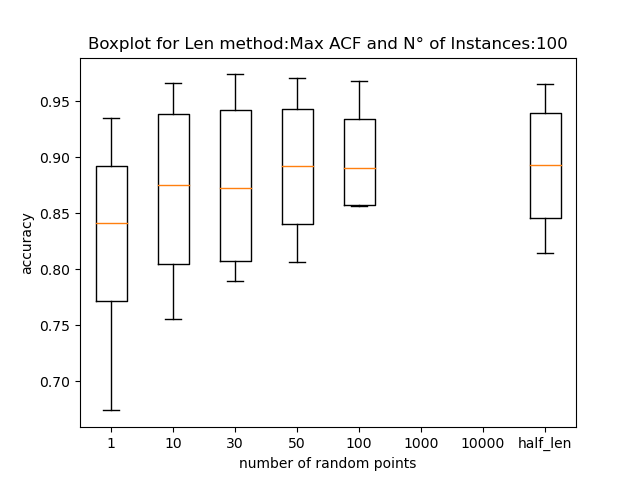 Boxplot for Len method:Max ACF and N° of Instances:100
accuracy
0.95
0.90
0.85
0.80
0.75
0.70
1 10 30 50 100 1000 10000 half_len
number of random points